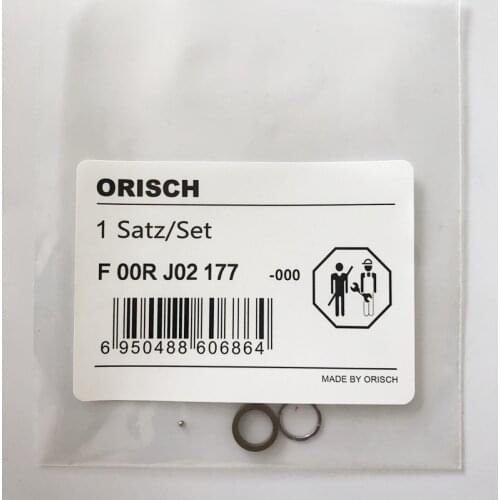 ORISCH
1 Satz/Set
F 00R J02 177 -000
6 950488 606864
MADE BY ORISCH